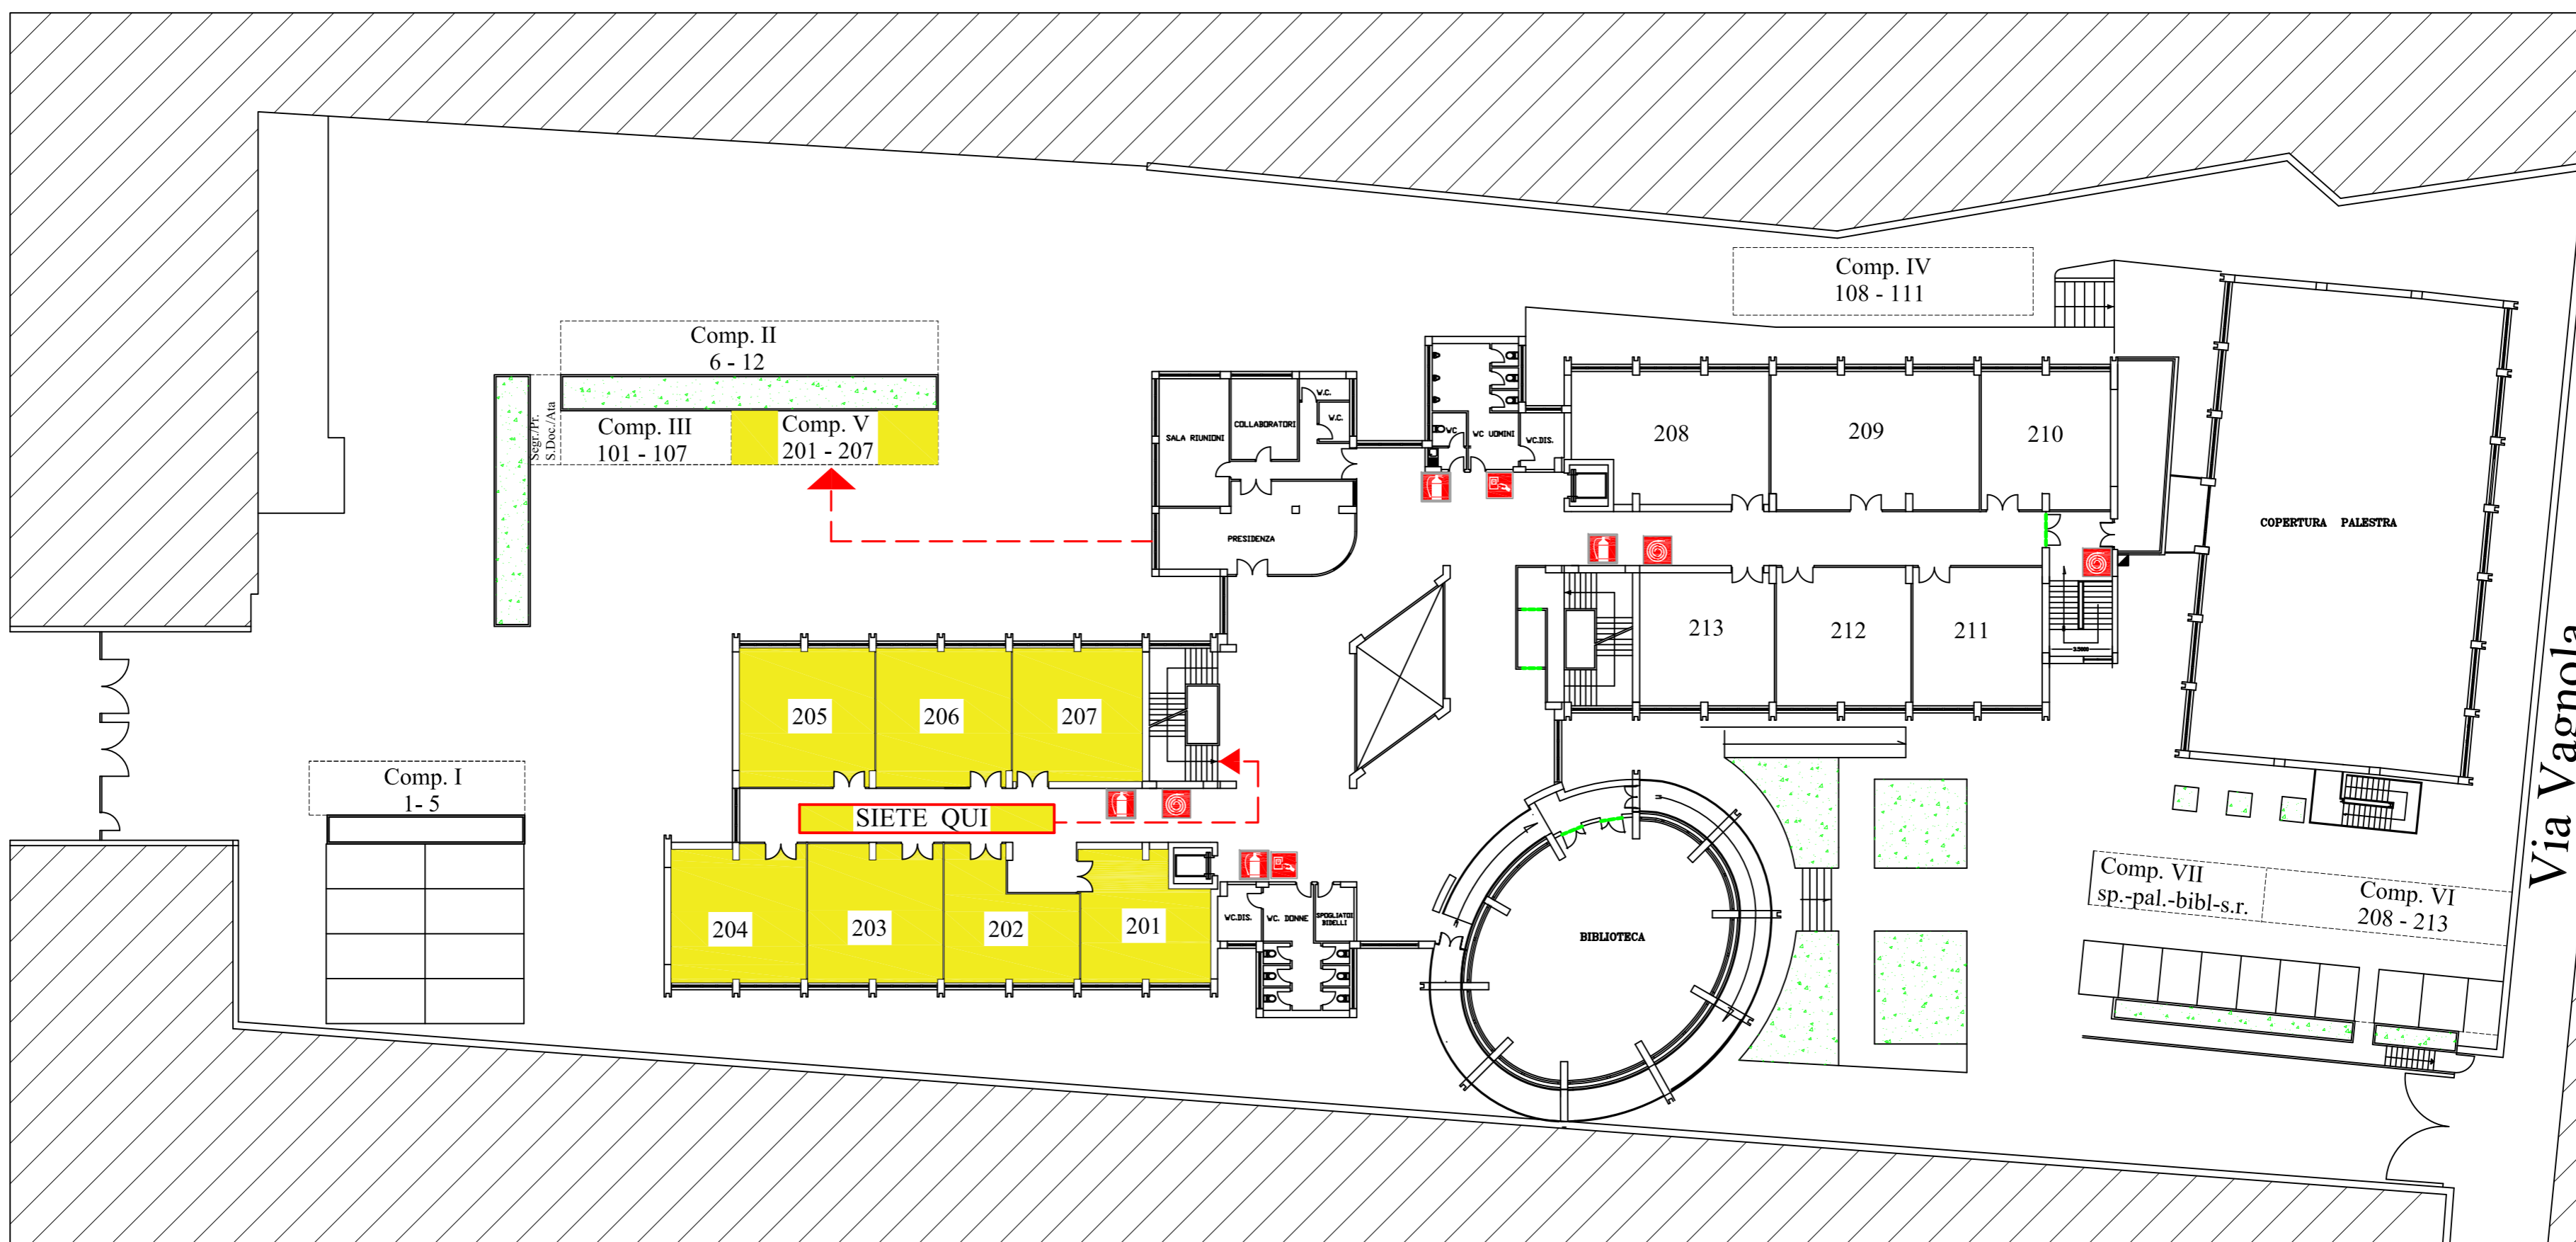 Comp. IV
108 - 111
Comp. II
6 - 12
Segr./Pr.
S.Doc./Ata
Comp. III
101 - 107
Comp. V
201 - 207
SALA RIUNIONI
COLLABORATORI
W.C.
W.C.
PRESIDENZA
WC
WC UOMINI
WC.DIS.
208
209
210
COPERTURA PALESTRA
213
212
211
Via Vagnola
205
206
207
Comp. I
1- 5
SIETE QUI
204
203
202
201
WC.DIS.
WC. DONNE
SPOGLIATOI
BIDELLI
BIBLIOTECA
Comp. VII
sp.-pal.-bibl-s.r.
Comp. VI
208 - 213